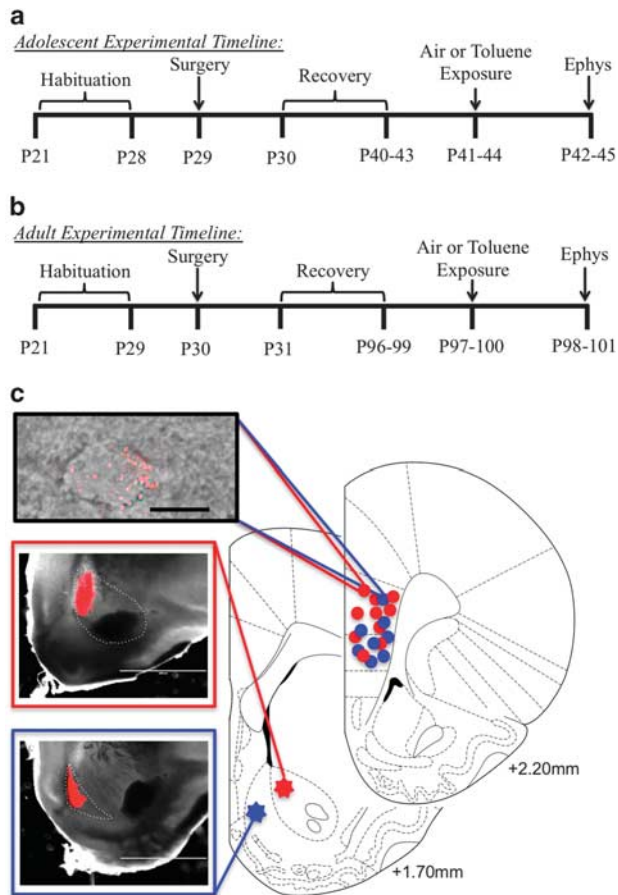 a
Adolescent Experimental Timeline:
Habituation
Surgery
Recovery
Air or Toluene
Exposure
Ephys
P21
P28
P29
P30
P40-43
P41-44
P42-45
b
Adult Experimental Timeline:
Habituation
Surgery
Recovery
Air or Toluene
Exposure
Ephys
P21
P29
P30
P31
P96-99
P97-100
P98-101
c
+2.20mm
+1.70mm